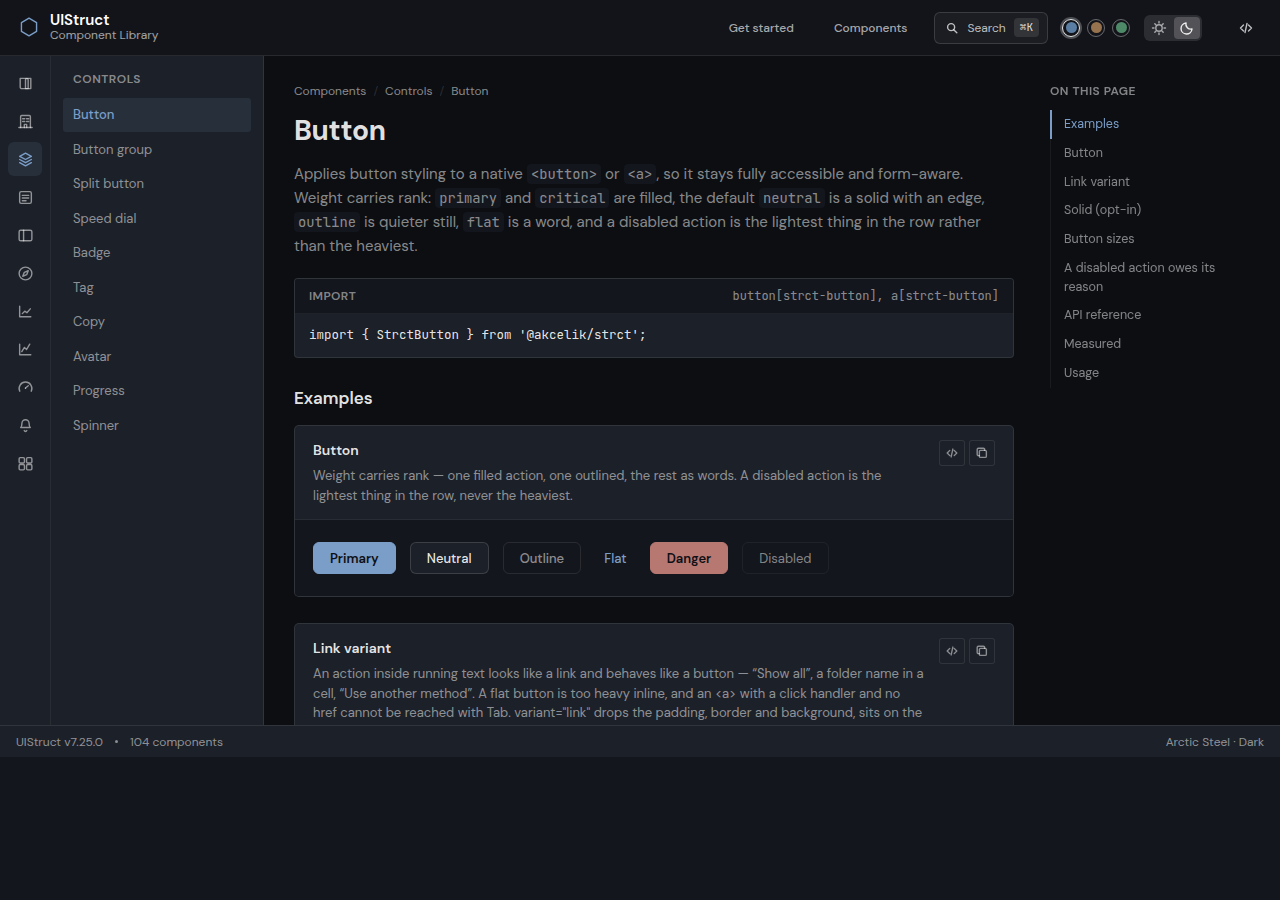 UIStruct
Component Library
Get started
Components
Search ⌘K
CONTROLS
Button
Button group
Split button
Speed dial
Badge
Tag
Copy
Avatar
Progress
Spinner
Components / Controls / Button
Button
Applies button styling to a native <button> or <a>, so it stays fully accessible and form-aware.
Weight carries rank: primary and critical are filled, the default neutral is a solid with an edge,
outline is quieter still, flat is a word, and a disabled action is the lightest thing in the row rather
than the heaviest.
IMPORT
button[strct-button], a[strct-button]
import { StrctButton } from '@akcelik/strct';
Examples
Button
Weight carries rank — one filled action, one outlined, the rest as words. A disabled action is the
lightest thing in the row, never the heaviest.
Primary
Neutral
Outline
Flat
Danger
Disabled
Link variant
An action inside running text looks like a link and behaves like a button — “Show all”, a folder name in a
cell, “Use another method”. A flat button is too heavy inline, and an <a> with a click handler and no
href cannot be reached with Tab. variant="link" drops the padding, border and background, sits on the
ON THIS PAGE
Examples
Button
Link variant
Solid (opt-in)
Button sizes
A disabled action owes its
reason
API reference
Measured
Usage
UIStruct v7.25.0 • 104 components
Arctic Steel · Dark